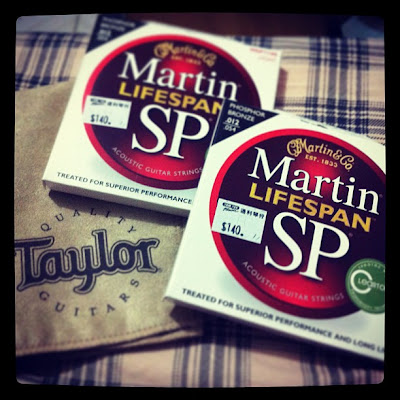 Martin & Co
EST. 1833
Martin
LIFESPAN
SP
ACOUSTIC GUITAR STRINGS
$140.
TREATED FOR SUPERIOR PERFORMANCE
PHOSPHOR
BRONZE
.012
.054
Martin & Co
EST. 1833
Martin
LIFESPAN
SP
ACOUSTIC GUITAR STRINGS
$140.
TREATED FOR SUPERIOR PERFORMANCE AND LONG LI
QUALITY
Taylor
GUITARS